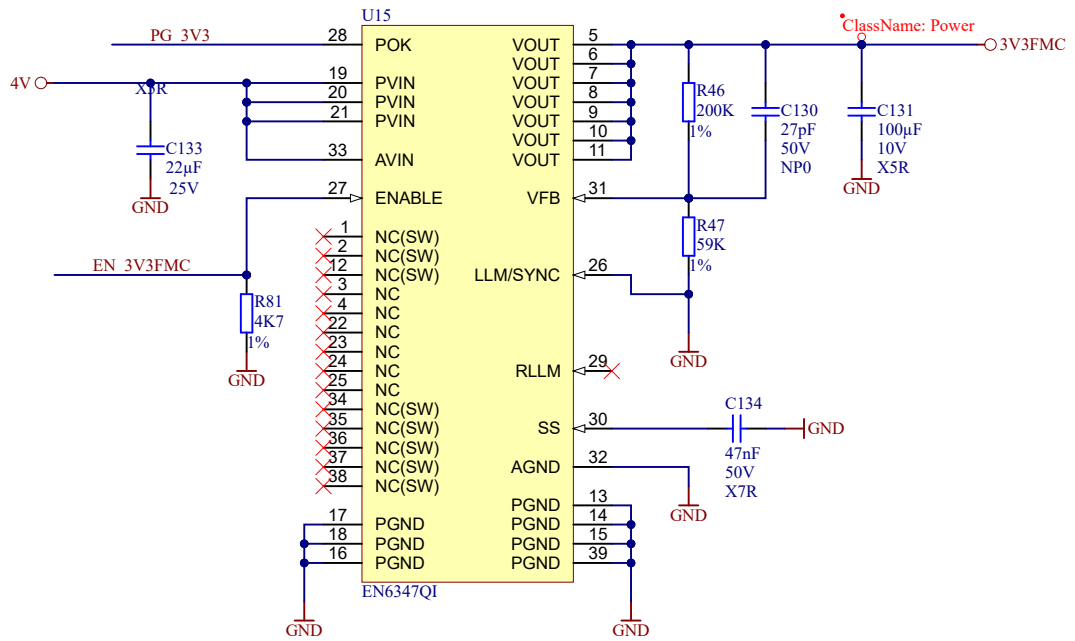 U15
ClassName: Power
PG_3V3
28
POK
VOUT
5
3V3FMC
VOUT
6
4V
19
PVIN
VOUT
7
X5R
20
PVIN
VOUT
8
21
PVIN
VOUT
9
VOUT
10
33
AVIN
VOUT
11
R46
200K
1%
C130
27pF
50V
NP0
C131
100µF
10V
X5R
GND
C133
22µF
25V
GND
27
ENABLE
VFB
31
1
NC(SW)
2
NC(SW)
R47
59K
1%
EN_3V3FMC
12
NC(SW)
LLM/SYNC
26
3
NC
4
NC
R81
4K7
1%
GND
22
NC
23
NC
GND
24
NC
RLLM
29
25
NC
34
NC(SW)
35
NC(SW)
SS
30
C134
47nF
50V
X7R
GND
36
NC(SW)
37
NC(SW)
AGND
32
GND
38
NC(SW)
PGND
13
17
PGND
PGND
14
18
PGND
PGND
15
16
PGND
PGND
39
EN6347QI
GND
GND